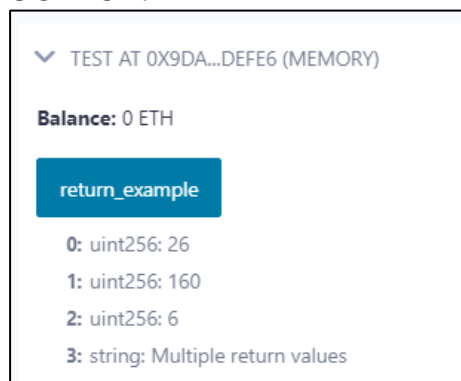 TEST AT 0X9DA...DEFE6 (MEMORY)
Balance: 0 ETH
return_example
0: uint256: 26
1: uint256: 160
2: uint256: 6
3: string: Multiple return values